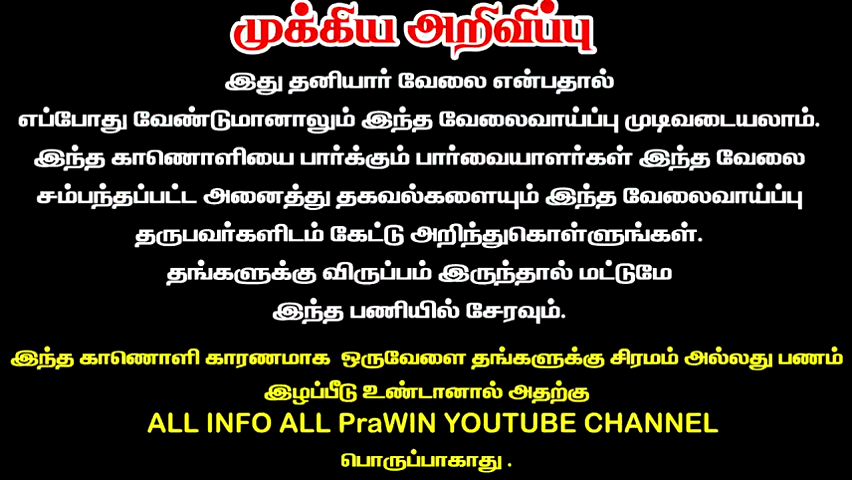 முக்கிய அறிவிப்பு
இது தனியார் வேலை என்பதால்
எப்போது வேண்டுமானாலும் இந்த வேலைவாய்ப்பு முடிவடையலாம்.
இந்த காணொளியை பார்க்கும் பார்வையாளர்கள் இந்த வேலை
சம்பந்தப்பட்ட அனைத்து தகவல்களையும் இந்த வேலைவாய்ப்பு
தருபவர்களிடம் கேட்டு அறிந்துகொள்ளுங்கள்.
தங்களுக்கு விருப்பம் இருந்தால் மட்டுமே
இந்த பணியில் சேரவும்.
இந்த காணொளி காரணமாக ஒருவேளை தங்களுக்கு சிரமம் அல்லது பணம்
இழப்பீடு உண்டானால் அதற்கு
ALL INFO ALL PraWIN YOUTUBE CHANNEL
பொருப்பாகாது .